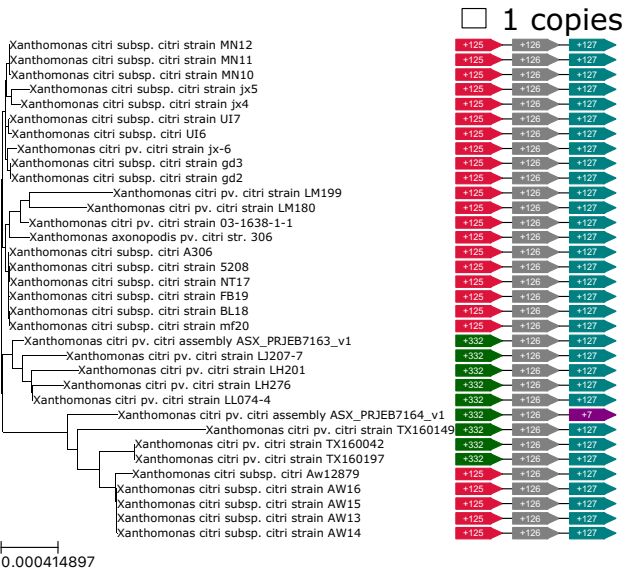 1 copies
Xanthomonas citri subsp. citri strain MN12 +125 +126 +127
Xanthomonas citri subsp. citri strain MN11 +125 +126 +127
Xanthomonas citri subsp. citri strain MN10 +125 +126 +127
Xanthomonas citri subsp. citri strain jx5 +125 +126 +127
Xanthomonas citri subsp. citri strain jx4 +125 +126 +127
Xanthomonas citri subsp. citri strain UI7 +125 +126 +127
Xanthomonas citri subsp. citri UI6 +125 +126 +127
Xanthomonas citri pv. citri strain jx-6 +125 +126 +127
Xanthomonas citri subsp. citri strain gd3 +125 +126 +127
Xanthomonas citri subsp. citri strain gd2 +125 +126 +127
Xanthomonas citri pv. citri strain LM199 +125 +126 +127
Xanthomonas citri pv. citri strain LM180 +125 +126 +127
Xanthomonas citri pv. citri strain 03-1638-1-1 +125 +126 +127
Xanthomonas axonopodis pv. citri str. 306 +125 +126 +127
Xanthomonas citri subsp. citri A306 +125 +126 +127
Xanthomonas citri subsp. citri strain 5208 +125 +126 +127
Xanthomonas citri subsp. citri strain NT17 +125 +126 +127
Xanthomonas citri subsp. citri strain FB19 +125 +126 +127
Xanthomonas citri subsp. citri strain BL18 +125 +126 +127
Xanthomonas citri subsp. citri strain mf20 +125 +126 +127
Xanthomonas citri pv. citri assembly ASX_PRJEB7163_v1 +332 +126 +127
Xanthomonas citri pv. citri strain LJ207-7 +332 +126 +127
Xanthomonas citri pv. citri strain LH201 +332 +126 +127
Xanthomonas citri pv. citri strain LH276 +332 +126 +127
Xanthomonas citri pv. citri strain LL074-4 +332 +126 +127
Xanthomonas citri pv. citri assembly ASX_PRJEB7164_v1 +332 +126 +7
Xanthomonas citri pv. citri strain TX160149 +332 +126 +127
Xanthomonas citri pv. citri strain TX160042 +332 +126 +127
Xanthomonas citri pv. citri strain TX160197 +332 +126 +127
Xanthomonas citri subsp. citri Aw12879 +125 +126 +127
Xanthomonas citri subsp. citri strain AW16 +125 +126 +127
Xanthomonas citri subsp. citri strain AW15 +125 +126 +127
Xanthomonas citri subsp. citri strain AW13 +125 +126 +127
Xanthomonas citri subsp. citri strain AW14 +125 +126 +127
0.000414897